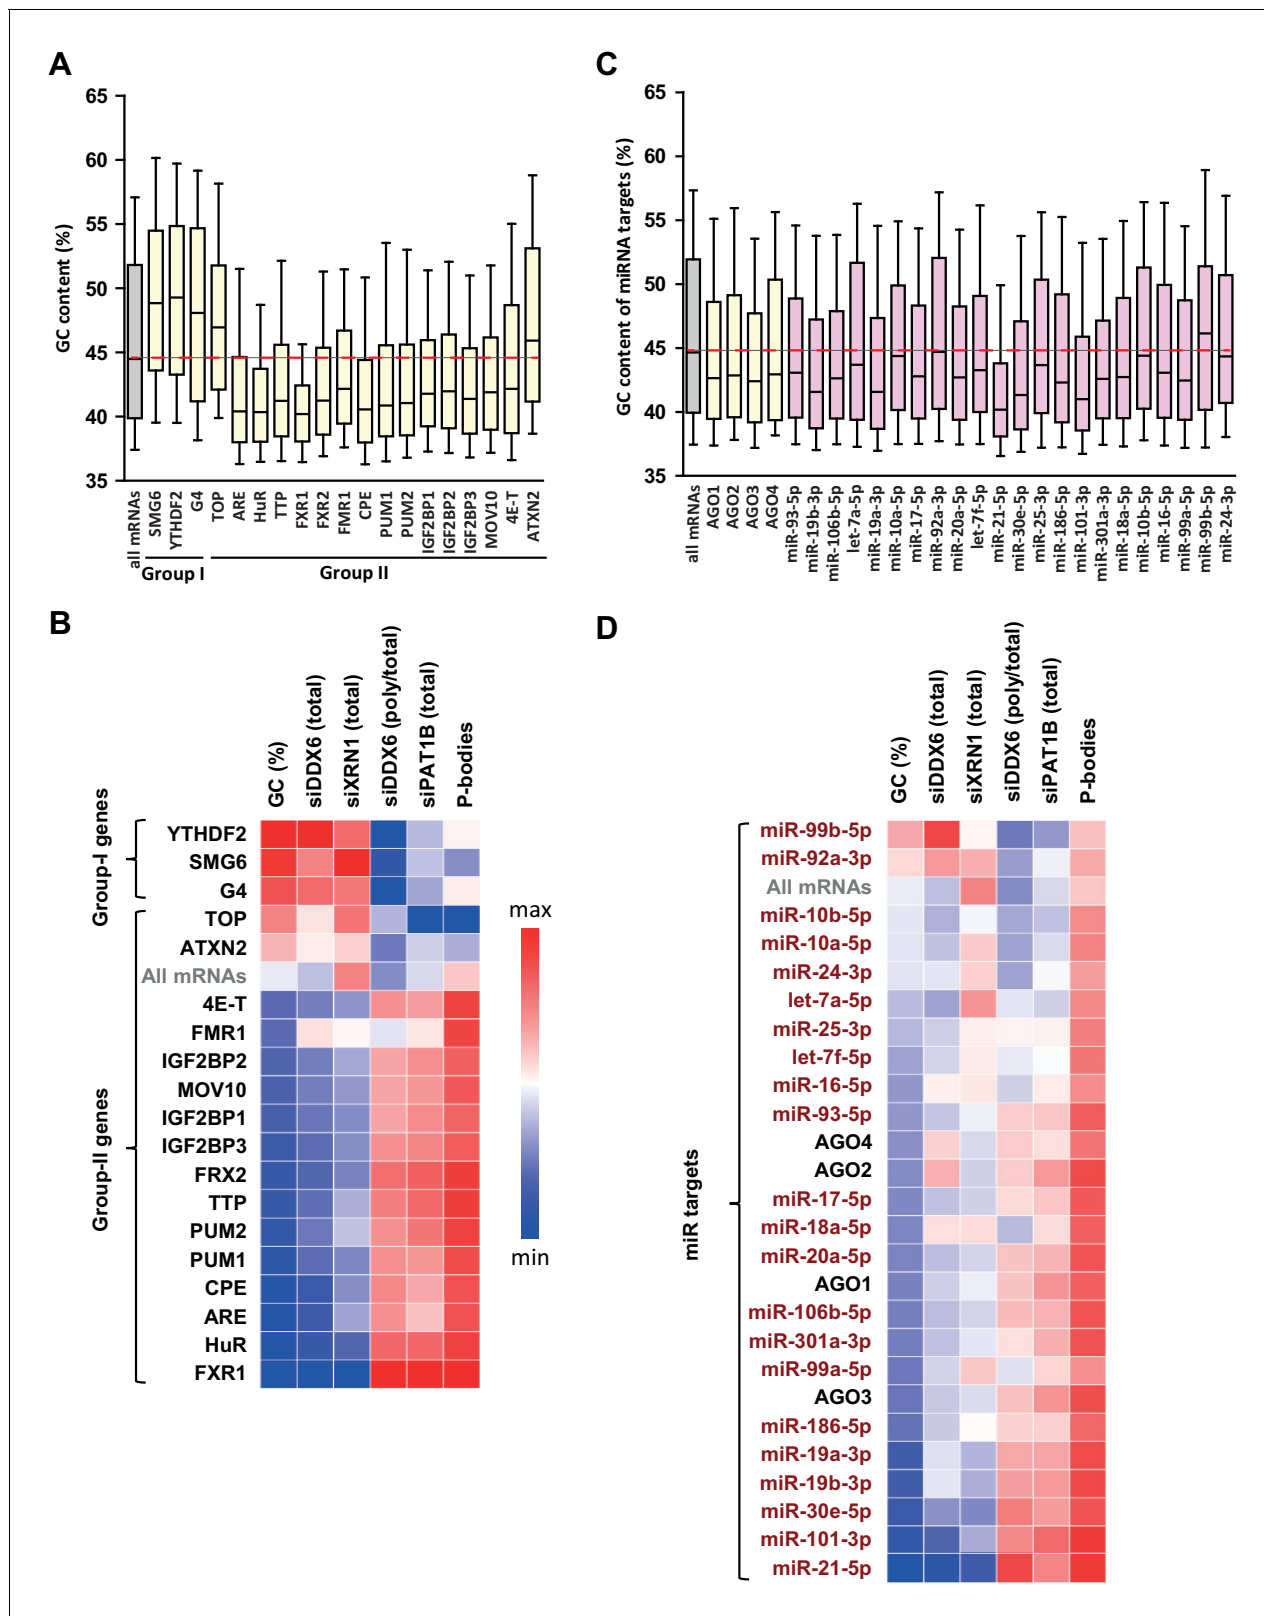 A
65
60
55
50
45
40
35
GC content (%)
all mRNAs
SMG6
YTHDF2
G4
TOP
ARE
HuR
TTP
FXR1
FXR2
FMR1
CPE
PUM1
PUM2
IGF2BP1
IGF2BP2
IGF2BP3
MOV10
4E-T
ATXN2
Group I
Group II
C
65
60
55
50
45
40
35
GC content of miRNA targets (%)
all mRNAs
AGO1
AGO2
AGO3
AGO4
miR-93-5p
miR-19b-3p
miR-106b-5p
let-7a-5p
miR-19a-3p
miR-10a-5p
miR-17-5p
miR-92a-3p
miR-20a-5p
let-7f-5p
miR-21-5p
miR-30e-5p
miR-25-3p
miR-186-5p
miR-101-3p
miR-301a-3p
miR-18a-5p
miR-10b-5p
miR-16-5p
miR-99a-5p
miR-99b-5p
miR-24-3p
B
GC (%)
siDDX6 (total)
siXRN1 (total)
siDDX6 (poly/total)
siPAT1B (total)
P-bodies
Group-I genes
YTHDF2
SMG6
G4
Group-II genes
TOP
ATXN2
All mRNAs
4E-T
FMR1
IGF2BP2
MOV10
IGF2BP1
IGF2BP3
FRX2
TTP
PUM2
PUM1
CPE
ARE
HuR
FXR1
max
min
D
GC (%)
siDDX6 (total)
siXRN1 (total)
siDDX6 (poly/total)
siPAT1B (total)
P-bodies
miR targets
miR-99b-5p
miR-92a-3p
All mRNAs
miR-10b-5p
miR-10a-5p
miR-24-3p
let-7a-5p
miR-25-3p
let-7f-5p
miR-16-5p
miR-93-5p
AGO4
AGO2
miR-17-5p
miR-18a-5p
miR-20a-5p
AGO1
miR-106b-5p
miR-301a-3p
miR-99a-5p
AGO3
miR-186-5p
miR-19a-3p
miR-19b-3p
miR-30e-5p
miR-101-3p
miR-21-5p